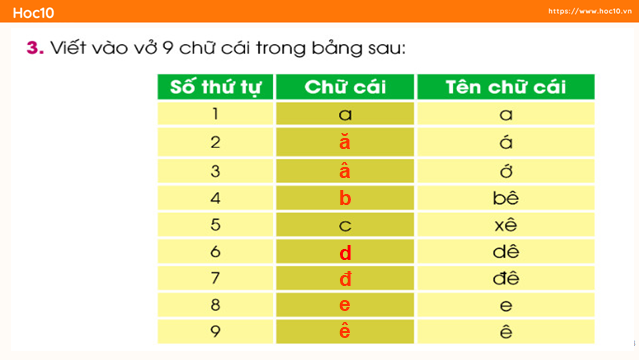 Hoc10
https://www.hoc10.vn
3. Viết vào vở 9 chữ cái trong bảng sau:
Số thứ tự Chữ cái Tên chữ cái
1 a a
2 ă á
3 â ớ
4 b bê
5 c xê
6 d dê
7 đ đê
8 e e
9 ê ê